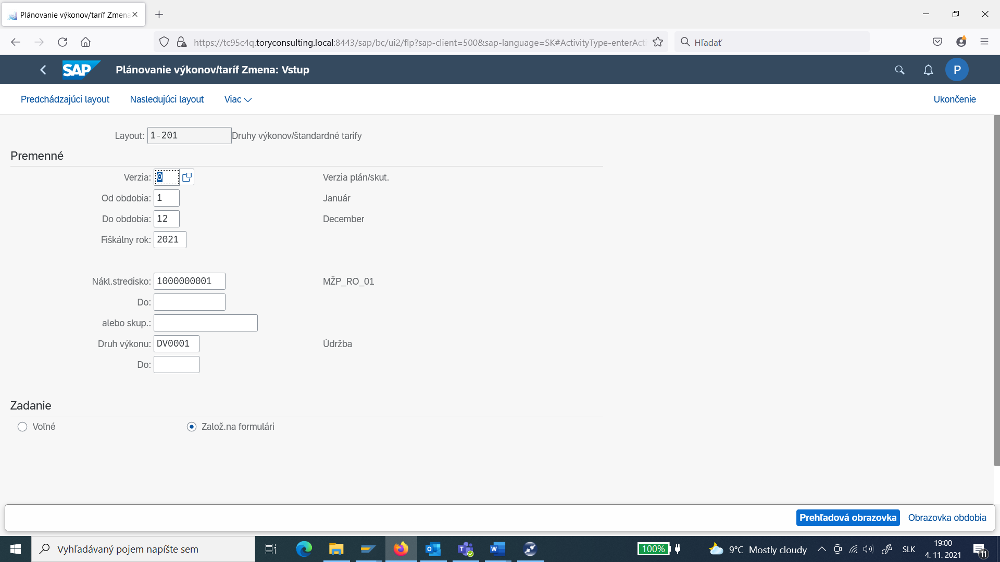 Plánovanie výkonov/taríf Zmena
https://tc95c4q.toryconsulting.local:8443/sap/bc/ui2/flp?sap-client=500&sap-language=SK#ActivityType-enterActi
Hľadať
SAP
Plánovanie výkonov/taríf Zmena: Vstup
P
Predchádzajúci layout
Nasledujúci layout
Viac
Ukončenie
Layout: 1-201 Druhy výkonov/štandardné tarify
Premenné
Verzia: 0 Verzia plán/skut.
Od obdobia: 1 Január
Do obdobia: 12 December
Fiškálny rok: 2021
Nákl.stredisko: 1000000001 MŽP_RO_01
Do:
alebo skup.:
Druh výkonu: DV0001 Údržba
Do:
Zadanie
Voľné
Založ.na formulári
Prehľadová obrazovka
Obrazovka obdobia
Vyhľadávaný pojem napíšte sem
100%
9°C Mostly cloudy
SLK
19:00
4. 11. 2021
11